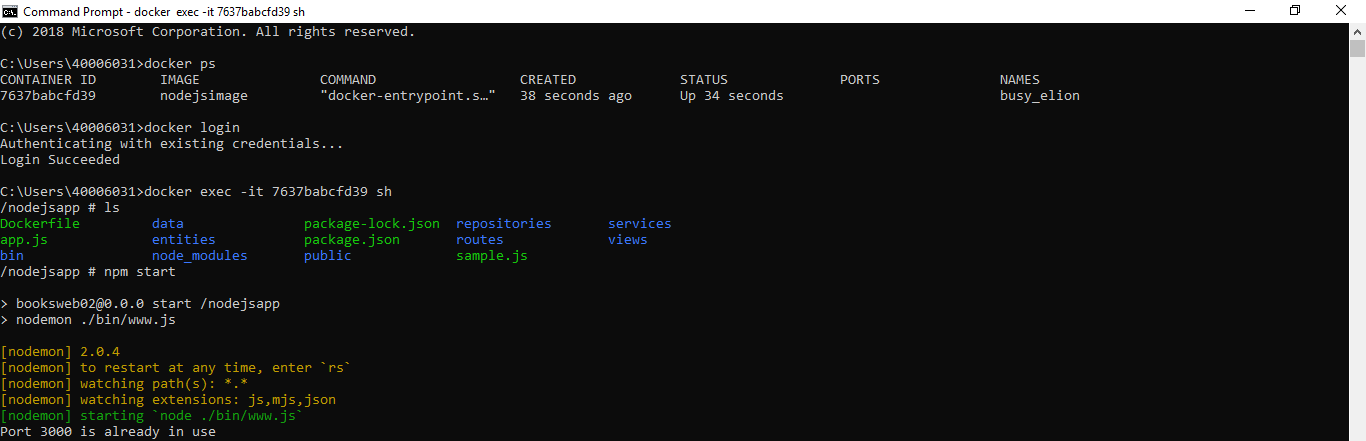 Command Prompt - docker  exec -it 7637babcfd39 sh
(c) 2018 Microsoft Corporation. All rights reserved.
C:\Users\40006031>docker ps
CONTAINER ID        IMAGE               COMMAND                  CREATED             STATUS              PORTS               NAMES
7637babcfd39        nodejsimage         "docker-entrypoint.s…"   38 seconds ago      Up 34 seconds                           busy_elion
C:\Users\40006031>docker login
Authenticating with existing credentials...
Login Succeeded
C:\Users\40006031>docker exec -it 7637babcfd39 sh
/nodejsapp # ls
Dockerfile         data               package-lock.json  repositories       services
app.js             entities           package.json       routes             views
bin                node_modules       public             sample.js
/nodejsapp # npm start
> booksweb02@0.0.0 start /nodejsapp
> nodemon ./bin/www.js
[nodemon] 2.0.4
[nodemon] to restart at any time, enter `rs`
[nodemon] watching path(s): *.*
[nodemon] watching extensions: js,mjs,json
[nodemon] starting `node ./bin/www.js`
Port 3000 is already in use